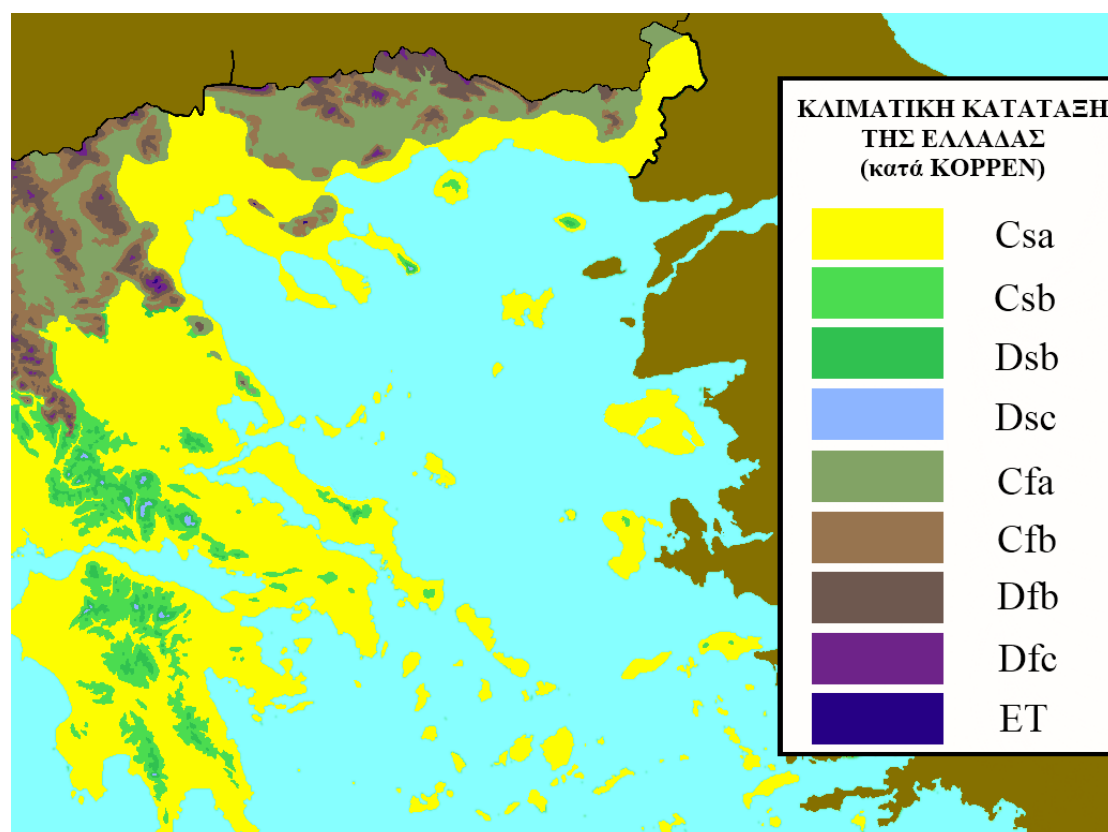 ΚΛΙΜΑΤΙΚΗ ΚΑΤΑΤΑΞΗ
ΤΗΣ ΕΛΛΑΔΑΣ
(κατά ΚΟΡΡΕΝ)
Csa
Csb
Dsb
Dsc
Cfa
Cfb
Dfb
Dfc
ET